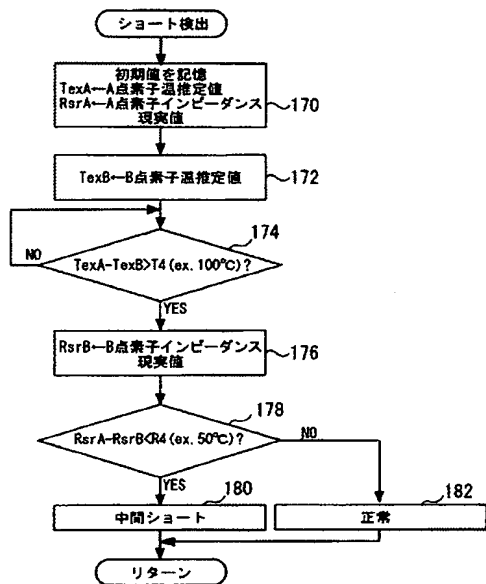 ショート検出
初期値を記憶
TexA←A点素子温推定値
RsrA←A点素子インピーダンス
現実値
170
TexB←B点素子温推定値
172
174
TexA-TexB>T4(ex.100℃)?
NO
YES
RsrB←B点素子インピーダンス
現実値
176
178
RsrA-RsrB<R4(ex.50℃)?
NO
YES
180
中間ショート
182
正常
リターン